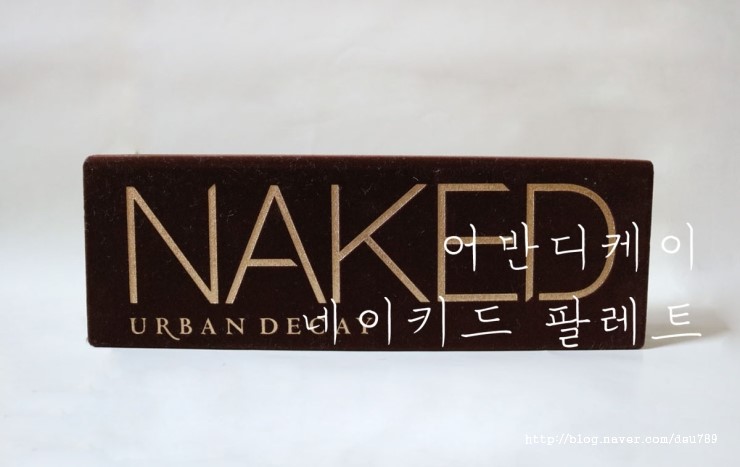 NAKED
어반디케이
URBAN DECAY
네이키드 팔레트
http://blog.naver.com/dsu789